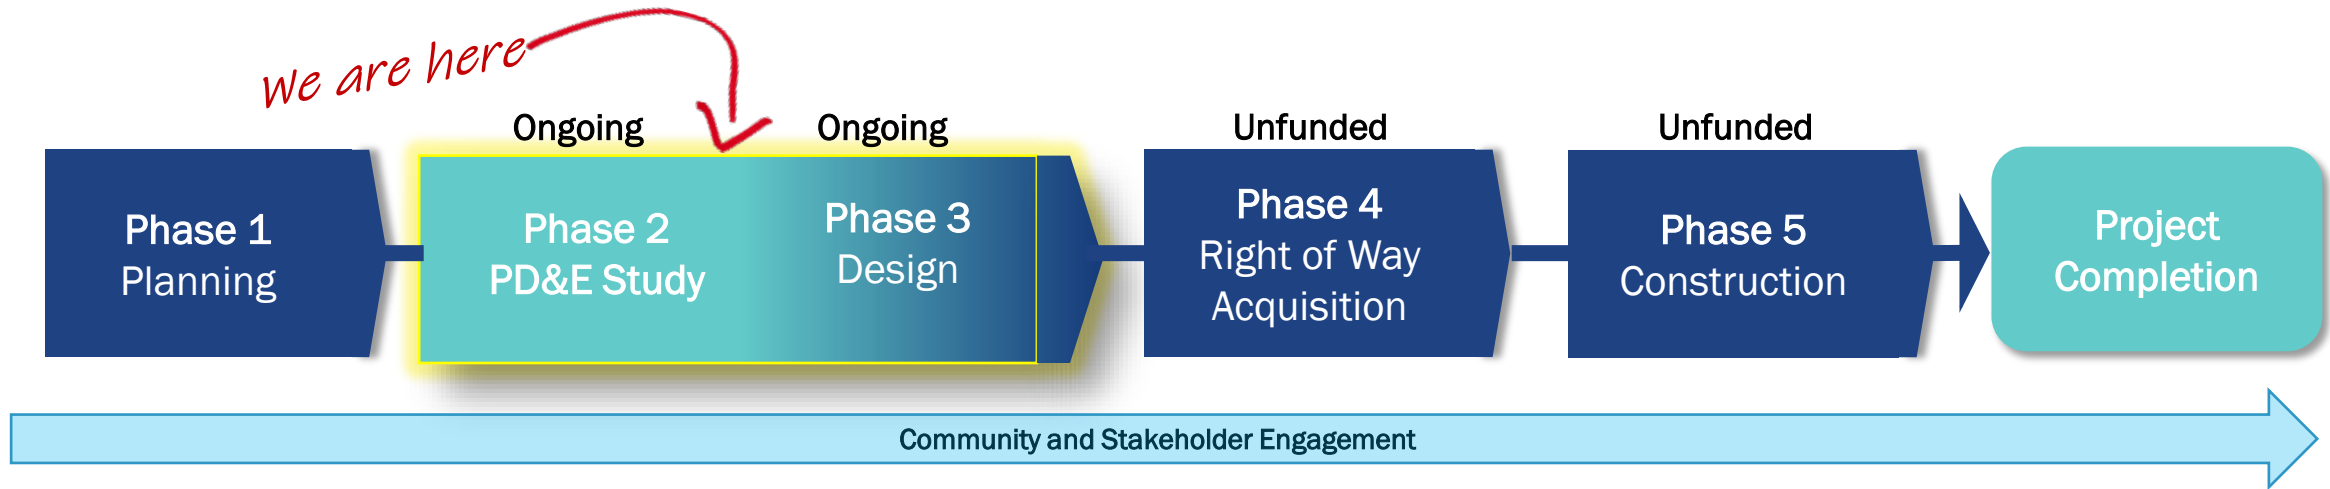 We are here
Ongoing
Ongoing
Unfunded
Unfunded
Phase 1
Planning
Phase 2
PD&E Study
Phase 3
Design
Phase 4
Right of Way
Acquisition
Phase 5
Construction
Project
Completion
Community and Stakeholder Engagement